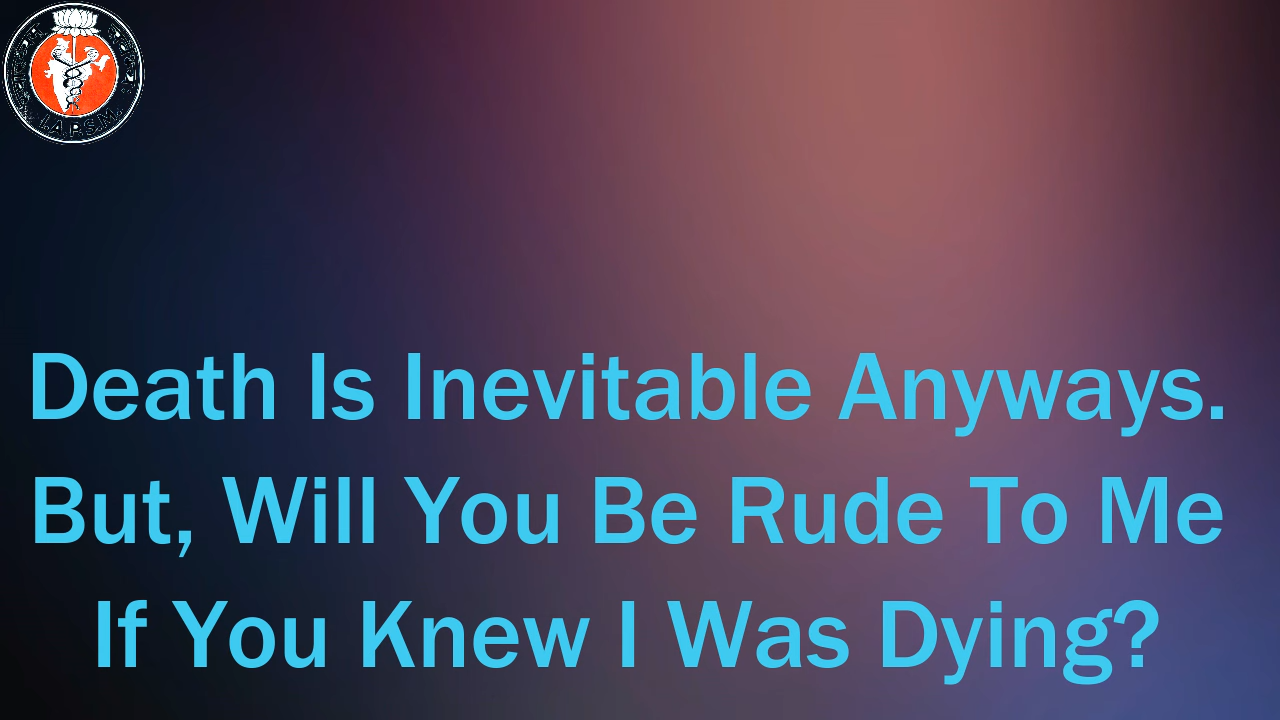 I.A.P.S.M.
Death Is Inevitable Anyways.
But, Will You Be Rude To Me
If You Knew I Was Dying?